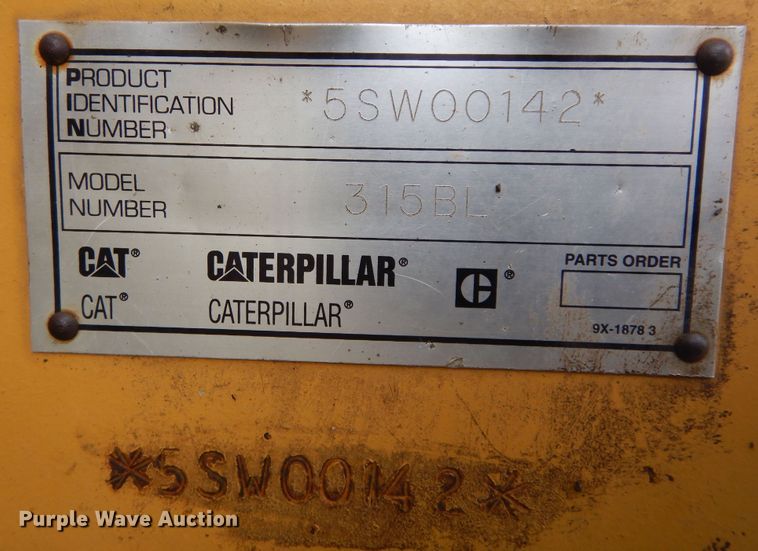 PRODUCT
IDENTIFICATION
NUMBER
*5SW00142*
MODEL
NUMBER
315BL
CAT® CATERPILLAR® ®
CAT® CATERPILLAR®
PARTS ORDER
9X-1878 3
*5SW00142*
Purple Wave Auction